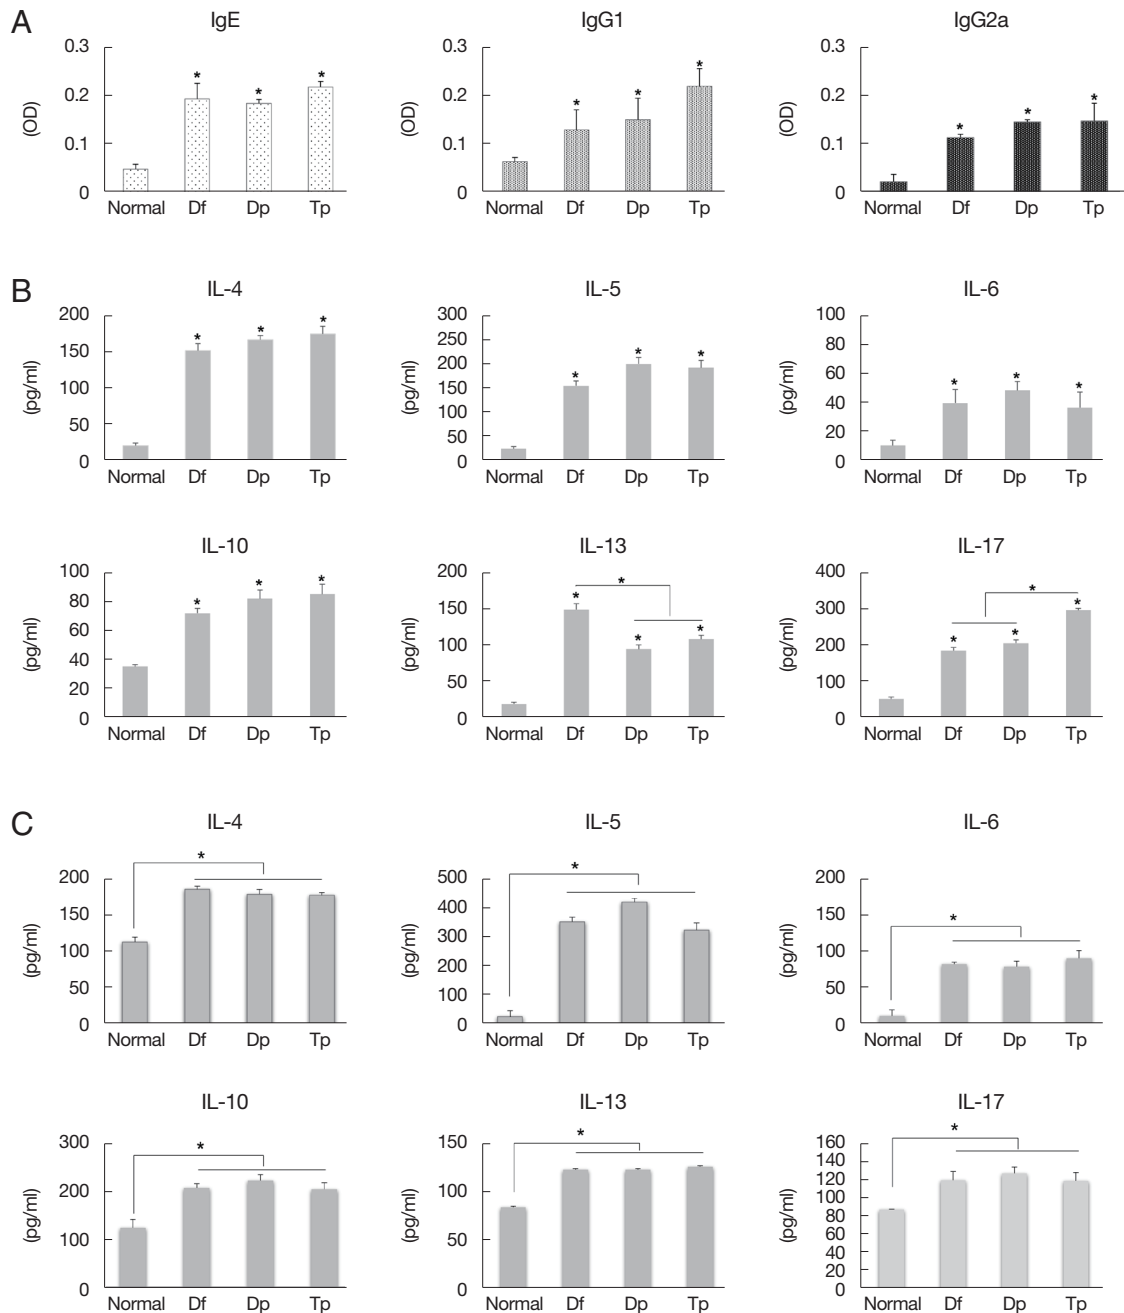 A
IgE
IgG1
IgG2a
0.3
0.2
0.1
0
(OD)
Normal Df Dp Tp
* * *
0.3
0.2
0.1
0
(OD)
Normal Df Dp Tp
* * *
0.3
0.2
0.1
0
(OD)
Normal Df Dp Tp
* * *
B
IL-4
200
150
100
50
0
(pg/ml)
Normal Df Dp Tp
* * *
IL-5
300
250
200
150
100
50
0
(pg/ml)
Normal Df Dp Tp
* * *
IL-6
100
80
60
40
20
0
(pg/ml)
Normal Df Dp Tp
* * *
IL-10
100
80
60
40
20
0
(pg/ml)
Normal Df Dp Tp
* * *
IL-13
200
150
100
50
0
(pg/ml)
Normal Df Dp Tp
* * * *
IL-17
400
300
200
100
0
(pg/ml)
Normal Df Dp Tp
* * * *
C
IL-4
200
150
100
50
0
(pg/ml)
Normal Df Dp Tp
*
IL-5
500
400
300
200
100
0
(pg/ml)
Normal Df Dp Tp
*
IL-6
200
150
100
50
0
(pg/ml)
Normal Df Dp Tp
*
IL-10
300
200
100
0
(pg/ml)
Normal Df Dp Tp
*
IL-13
150
100
50
0
(pg/ml)
Normal Df Dp Tp
*
IL-17
160
140
120
100
80
60
40
20
0
(pg/ml)
Normal Df Dp Tp
*